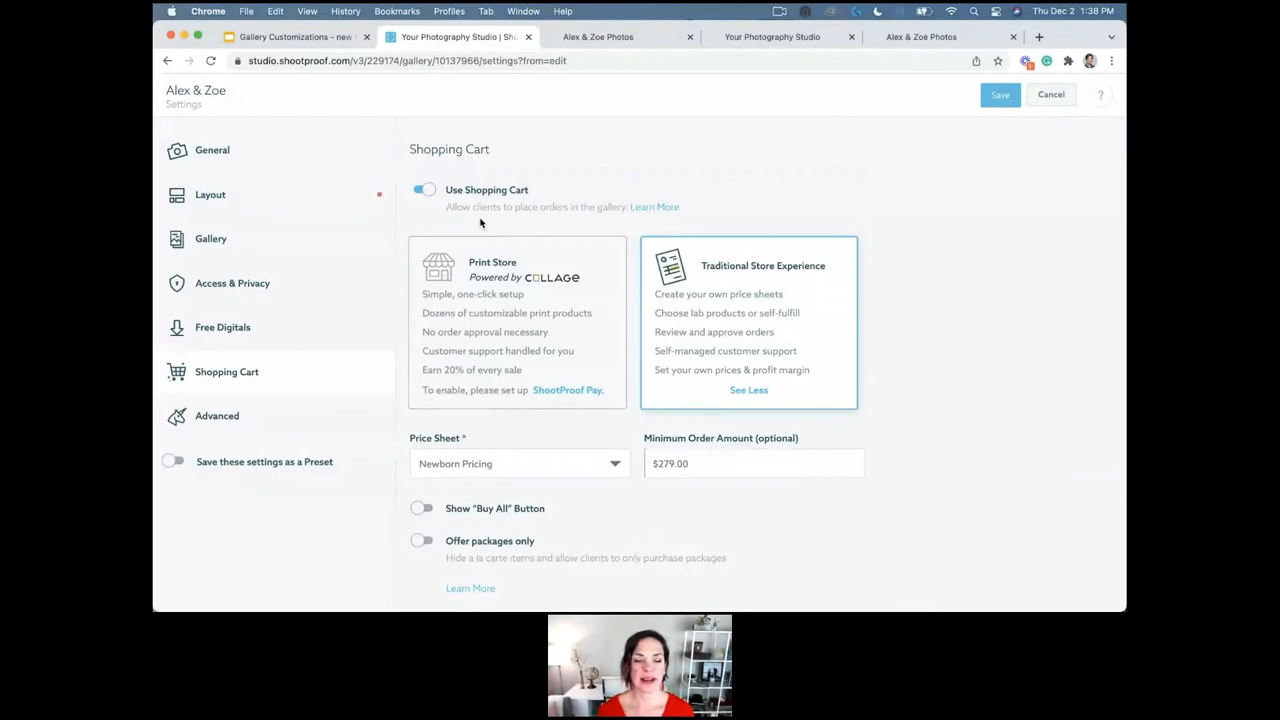 Chrome File Edit View History Bookmarks Profiles Tab Window Help Thu Dec 2 1:38 PM
Gallery Customizations - new Your Photography Studio | Sho Alex & Zoe Photos Your Photography Studio Alex & Zoe Photos
studio.shootproof.com/v3/229174/gallery/10137966/settings?from=edit
Alex & Zoe
Settings
Save Cancel ?
General
Layout
Gallery
Access & Privacy
Free Digitals
Shopping Cart
Advanced
Save these settings as a Preset
Shopping Cart
Use Shopping Cart
Allow clients to place orders in the gallery. Learn More
Print Store
Powered by COLLAGE
Simple, one-click setup
Dozens of customizable print products
No order approval necessary
Customer support handled for you
Earn 20% of every sale
To enable, please set up ShootProof Pay.
Traditional Store Experience
Create your own price sheets
Choose lab products or self-fulfill
Review and approve orders
Self-managed customer support
Set your own prices & profit margin
See Less
Price Sheet * Minimum Order Amount (optional)
Newborn Pricing $279.00
Show “Buy All” Button
Offer packages only
Hide a la carte items and allow clients to only purchase packages
Learn More